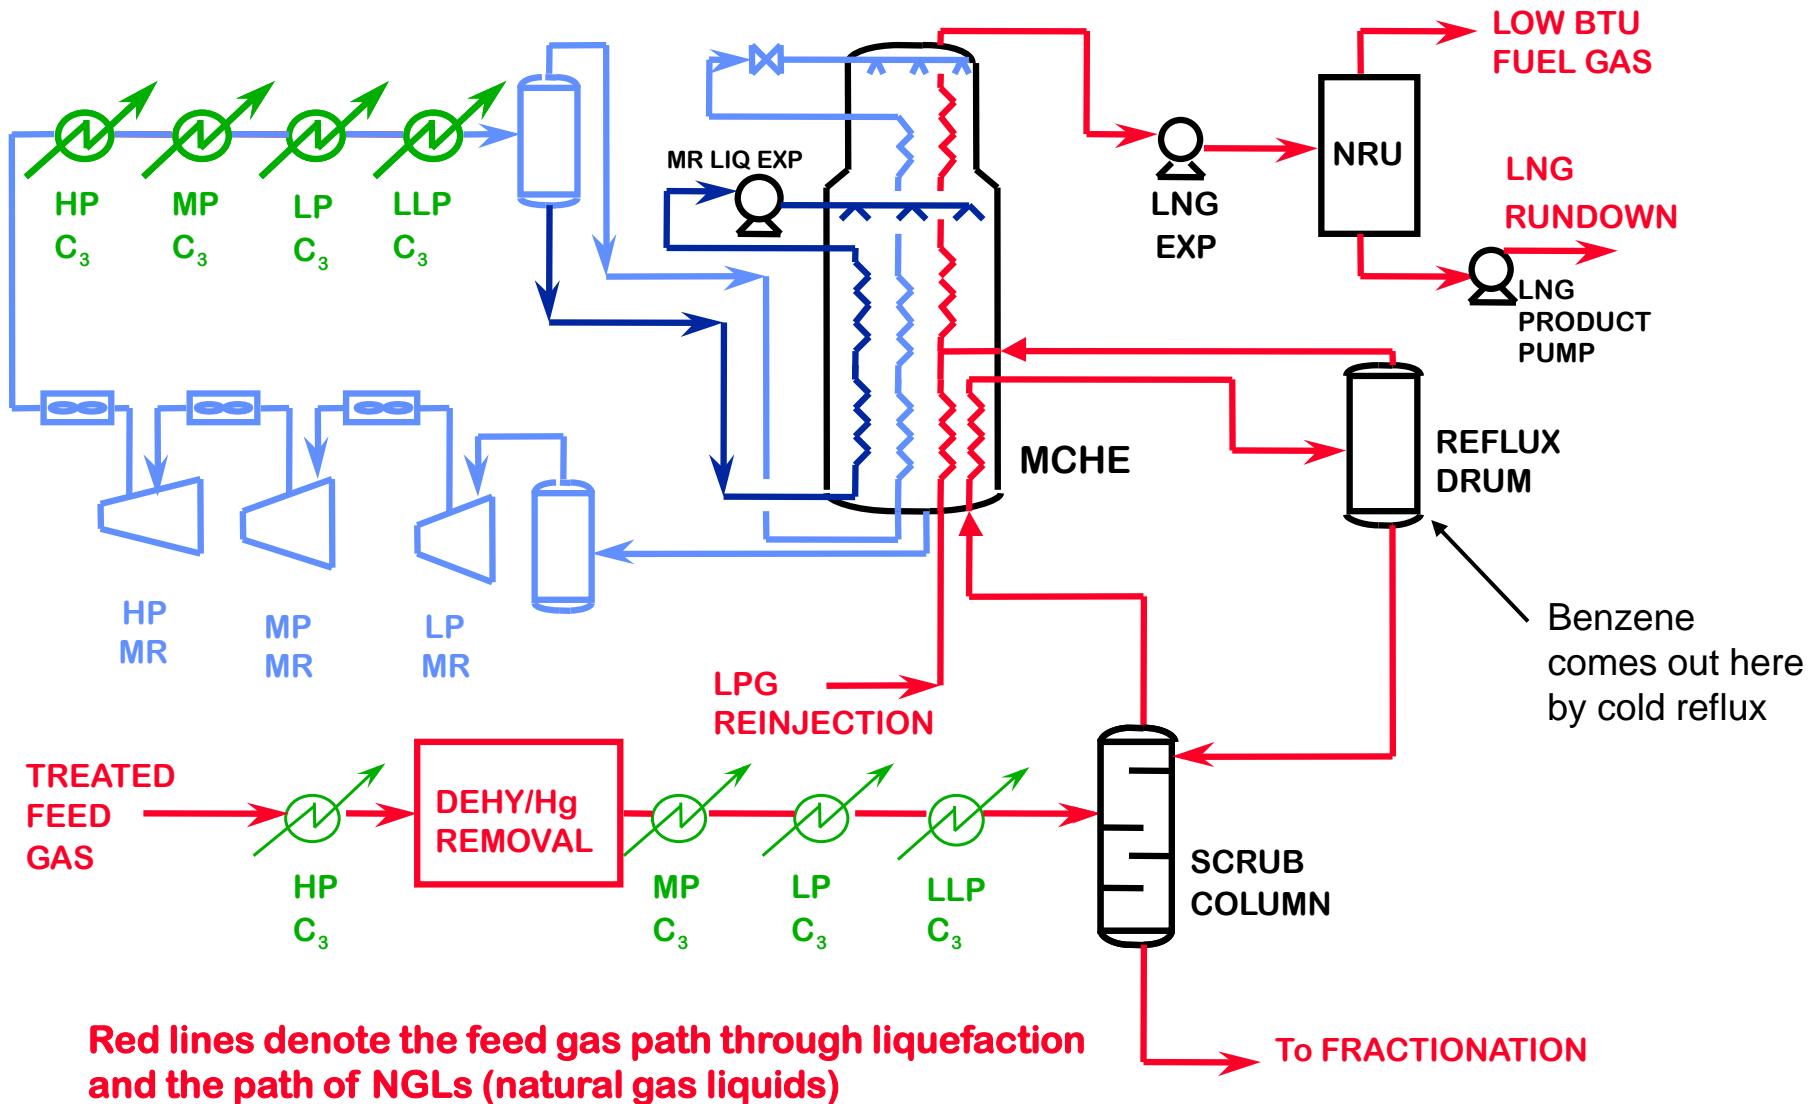 LOW BTU
FUEL GAS
HP
C3
MP
C3
LP
C3
LLP
C3
MR LIQ EXP
LNG
EXP
NRU
LNG
RUNDOWN
LNG
PRODUCT
PUMP
MCHE
REFLUX
DRUM
HP
MR
MP
MR
LP
MR
Benzene
comes out here
by cold reflux
LPG
REINJECTION
TREATED
FEED
GAS
HP
C3
DEHY/Hg
REMOVAL
MP
C3
LP
C3
LLP
C3
SCRUB
COLUMN
To FRACTIONATION
Red lines denote the feed gas path through liquefaction
and the path of NGLs (natural gas liquids)